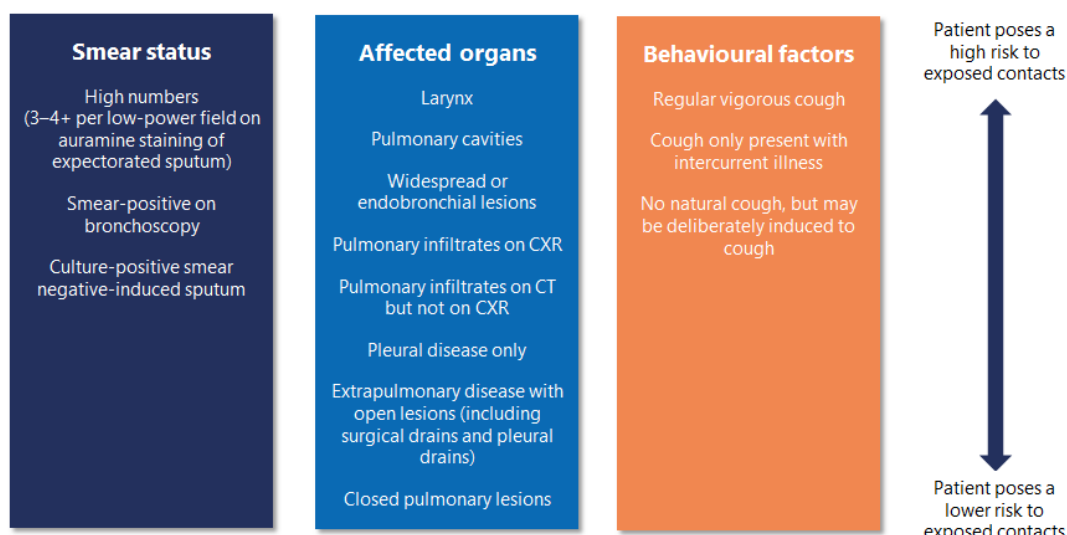 Smear status
High numbers
(3–4+ per low-power field on
auramine staining of
expectorated sputum)
Smear-positive on
bronchoscopy
Culture-positive smear
negative-induced sputum
Affected organs
Larynx
Pulmonary cavities
Widespread or
endobronchial lesions
Pulmonary infiltrates on CXR
Pulmonary infiltrates on CT
but not on CXR
Pleural disease only
Extrapulmonary disease with
open lesions (including
surgical drains and pleural
drains)
Closed pulmonary lesions
Behavioural factors
Regular vigorous cough
Cough only present with
intercurrent illness
No natural cough, but may
be deliberately induced to
cough
Patient poses a
high risk to
exposed contacts
Patient poses a
lower risk to
exposed contacts